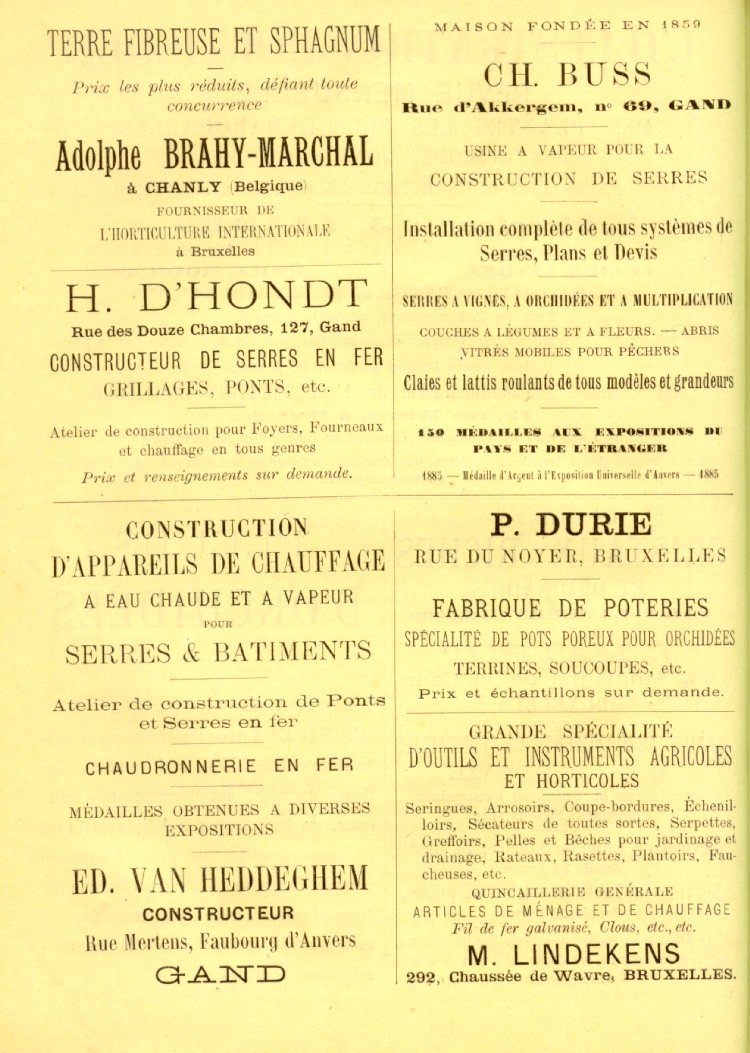 TERRE FIBREUSE ET SPHAGNUM
Prix les plus réduits, défiant toute
concurrence
Adolphe BRAHY-MARCHAL
à CHANLY (Belgique)
FOURNISSEUR DE
L'HORTICULTURE INTERNATIONALE
à Bruxelles
H. D'HONDT
Rue des Douze Chambres, 127, Gand
CONSTRUCTEUR DE SERRES EN FER
GRILLAGES, PONTS, etc.
Atelier de construction pour Foyers, Fourneaux
et chauffage en tous genres
Prix et renseignements sur demande.
MAISON FONDÉE EN 1859
CH. BUSS
Rue d'Akkergem, n° 69, GAND
USINE A VAPEUR POUR LA
CONSTRUCTION DE SERRES
Installation complète de tous systèmes de
Serres, Plans et Devis
SERRES A VIGNES, A ORCHIDÉES ET A MULTIPLICATION
COUCHES A LÉGUMES ET A FLEURS. — ABRIS
VITRÉS MOBILES POUR PÊCHERS
Claies et lattis roulants de tous modèles et grandeurs
150 MÉDAILLES AUX EXPOSITIONS DU
PAYS ET DE L'ÉTRANGER
1885 — Médaille d'Argent à l'Exposition Universelle d'Anvers — 1885
CONSTRUCTION
D'APPAREILS DE CHAUFFAGE
A EAU CHAUDE ET A VAPEUR
POUR
SERRES & BATIMENTS
Atelier de construction de Ponts
et Serres en fer
CHAUDRONNERIE EN FER
MÉDAILLES OBTENUES A DIVERSES
EXPOSITIONS
ED. VAN HEDDEGHEM
CONSTRUCTEUR
Rue Mertens, Faubourg d'Anvers
GAND
P. DURIE
RUE DU NOYER, BRUXELLES
FABRIQUE DE POTERIES
SPÉCIALITÉ DE POTS POREUX POUR ORCHIDÉES
TERRINES, SOUCOUPES, etc.
Prix et échantillons sur demande.
GRANDE SPÉCIALITÉ
D'OUTILS ET INSTRUMENTS AGRICOLES
ET HORTICOLES
Seringues, Arrosoirs, Coupe-bordures, Échenil-
loirs, Sécateurs de toutes sortes, Serpettes,
Greffoirs, Pelles et Bêches pour jardinage et
drainage, Rateaux, Rasettes, Plantoirs, Fau-
cheuses, etc.
QUINCAILLERIE GENÉRALE
ARTICLES DE MÉNAGE ET DE CHAUFFAGE
Fil de fer galvanisé, Clous, etc., etc.
M. LINDEKENS
292, Chaussée de Wavre, BRUXELLES.